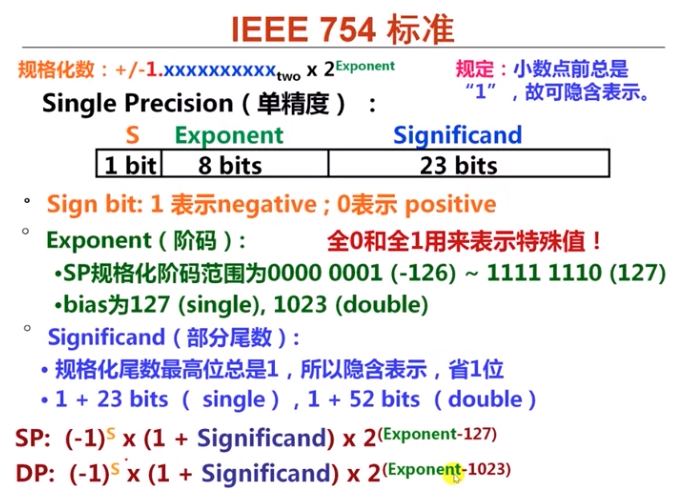 IEEE 754 标准
规格化数：+/-1.xxxxxxxxxxtwo x 2Exponent
规定：小数点前总是
“1”，故可隐含表示。
Single Precision（单精度） ：
S Exponent Significand
1 bit 8 bits 23 bits
• Sign bit: 1 表示negative ; 0表示 positive
° Exponent（阶码）: 全0和全1用来表示特殊值！
•SP规格化阶码范围为0000 0001 (-126) ~ 1111 1110 (127)
•bias为127 (single), 1023 (double)
° Significand（部分尾数）:
• 规格化尾数最高位总是1，所以隐含表示，省1位
• 1 + 23 bits （ single），1 + 52 bits （double）
SP: (-1)S x (1 + Significand) x 2(Exponent-127)
DP: (-1)S x (1 + Significand) x 2(Exponent-1023)